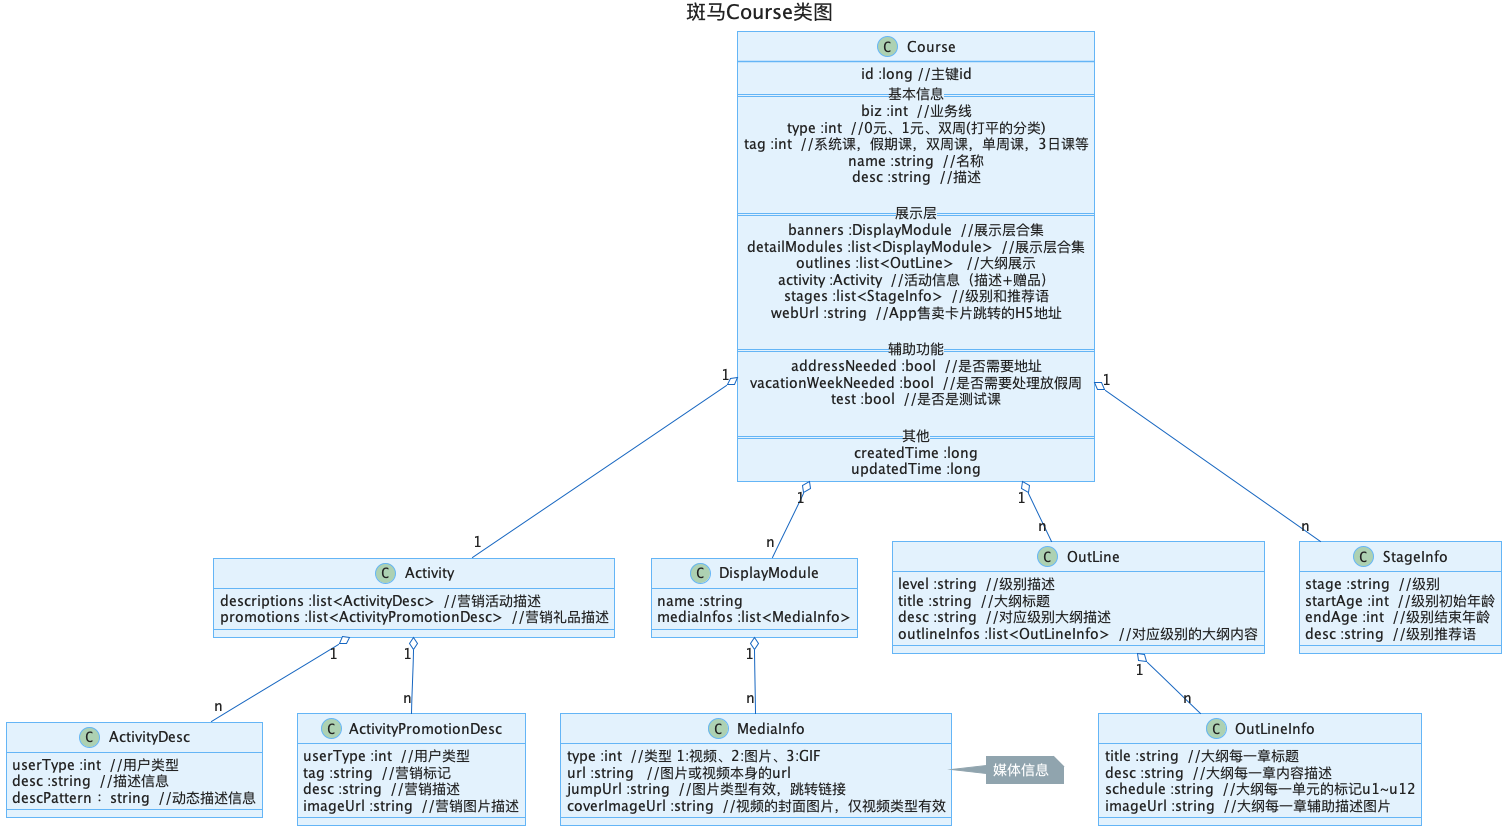 斑马Course类图
C Course
id :long //主键id
基本信息
biz :int //业务线
type :int //0元、1元、双周(打平的分类)
tag :int //系统课，假期课，双周课，单周课，3日课等
name :string //名称
desc :string //描述
展示层
banners :DisplayModule //展示层合集
detailModules :list<DisplayModule> //展示层合集
outlines :list<OutLine> //大纲展示
activity :Activity //活动信息（描述+赠品）
stages :list<StageInfo> //级别和推荐语
webUrl :string //App售卖卡片跳转的H5地址
辅助功能
addressNeeded :bool //是否需要地址
vacationWeekNeeded :bool //是否需要处理放假周
test :bool //是否是测试课
其他
createdTime :long
updatedTime :long
1
1
1
1
1
n
n
n
C Activity
descriptions :list<ActivityDesc> //营销活动描述
promotions :list<ActivityPromotionDesc> //营销礼品描述
C DisplayModule
name :string
mediaInfos :list<MediaInfo>
C OutLine
level :string //级别描述
title :string //大纲标题
desc :string //对应级别大纲描述
outlineInfos :list<OutLineInfo> //对应级别的大纲内容
C StageInfo
stage :string //级别
startAge :int //级别初始年龄
endAge :int //级别结束年龄
desc :string //级别推荐语
1
1
1
1
n
n
n
n
C ActivityDesc
userType :int //用户类型
desc :string //描述信息
descPattern ：string //动态描述信息
C ActivityPromotionDesc
userType :int //用户类型
tag :string //营销标记
desc :string //营销描述
imageUrl :string //营销图片描述
C MediaInfo
type :int //类型 1:视频、2:图片、3:GIF
url :string //图片或视频本身的url
jumpUrl :string //图片类型有效，跳转链接
coverImageUrl :string //视频的封面图片，仅视频类型有效
媒体信息
C OutLineInfo
title :string //大纲每一章标题
desc :string //大纲每一章内容描述
schedule :string //大纲每一单元的标记u1~u12
imageUrl :string //大纲每一章辅助描述图片